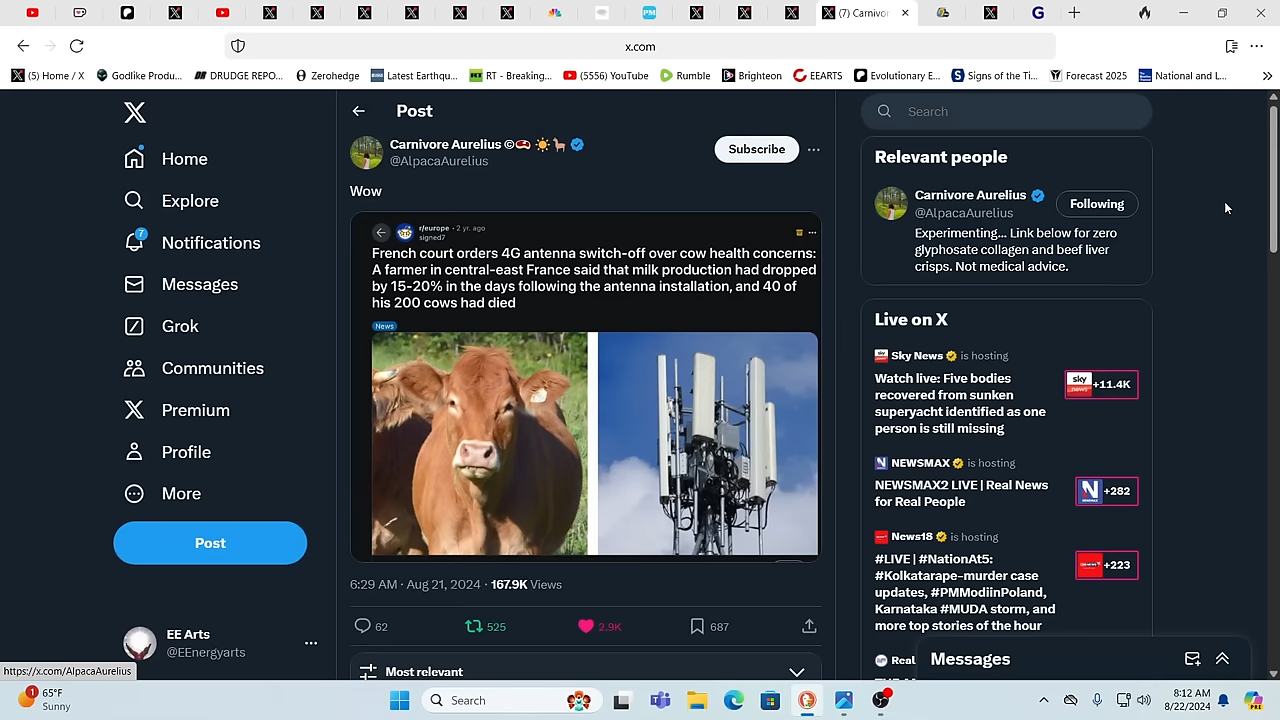 (7) Carnivor
x.com
(5) Home / X
Godlike Produ...
DRUDGE REPO...
Zerohedge
Latest Earthqu...
RT - Breaking...
(5556) YouTube
Rumble
Brighteon
EEARTS
Evolutionary E...
Signs of the Ti...
Forecast 2025
National and L...
Home
Explore
7
Notifications
Messages
Grok
Communities
Premium
Profile
More
Post
EE Arts
@EEnergyarts
https://x.com/AlpacaAurelius
Post
Carnivore Aurelius ©
@AlpacaAurelius
Subscribe
Wow
r/europe · 2 yr. ago
signed7
French court orders 4G antenna switch-off over cow health concerns:
A farmer in central-east France said that milk production had dropped
by 15-20% in the days following the antenna installation, and 40 of
his 200 cows had died
News
6:29 AM · Aug 21, 2024 · 167.9K Views
62
525
2.9K
687
Most relevant
Search
Relevant people
Carnivore Aurelius
@AlpacaAurelius
Following
Experimenting... Link below for zero
glyphosate collagen and beef liver
crisps. Not medical advice.
Live on X
Sky News is hosting
Watch live: Five bodies
recovered from sunken
superyacht identified as one
person is still missing
sky news +11.4K
NEWSMAX is hosting
NEWSMAX2 LIVE | Real News
for Real People
+282
News18 is hosting
#LIVE | #NationAt5:
#Kolkatarape-murder case
updates, #PMModiinPoland,
Karnataka #MUDA storm, and
more top stories of the hour
+223
Real
Messages
1
65°F
Sunny
Search
8:12 AM
8/22/2024
PRE